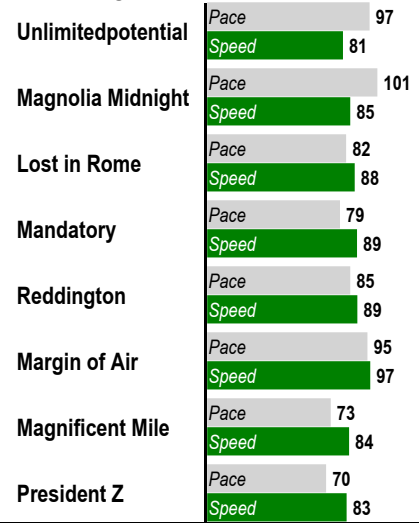 Unlimitedpotential
Pace 97
Speed 81
Magnolia Midnight
Pace 101
Speed 85
Lost in Rome
Pace 82
Speed 88
Mandatory
Pace 79
Speed 89
Reddington
Pace 85
Speed 89
Margin of Air
Pace 95
Speed 97
Magnificent Mile
Pace 73
Speed 84
President Z
Pace 70
Speed 83